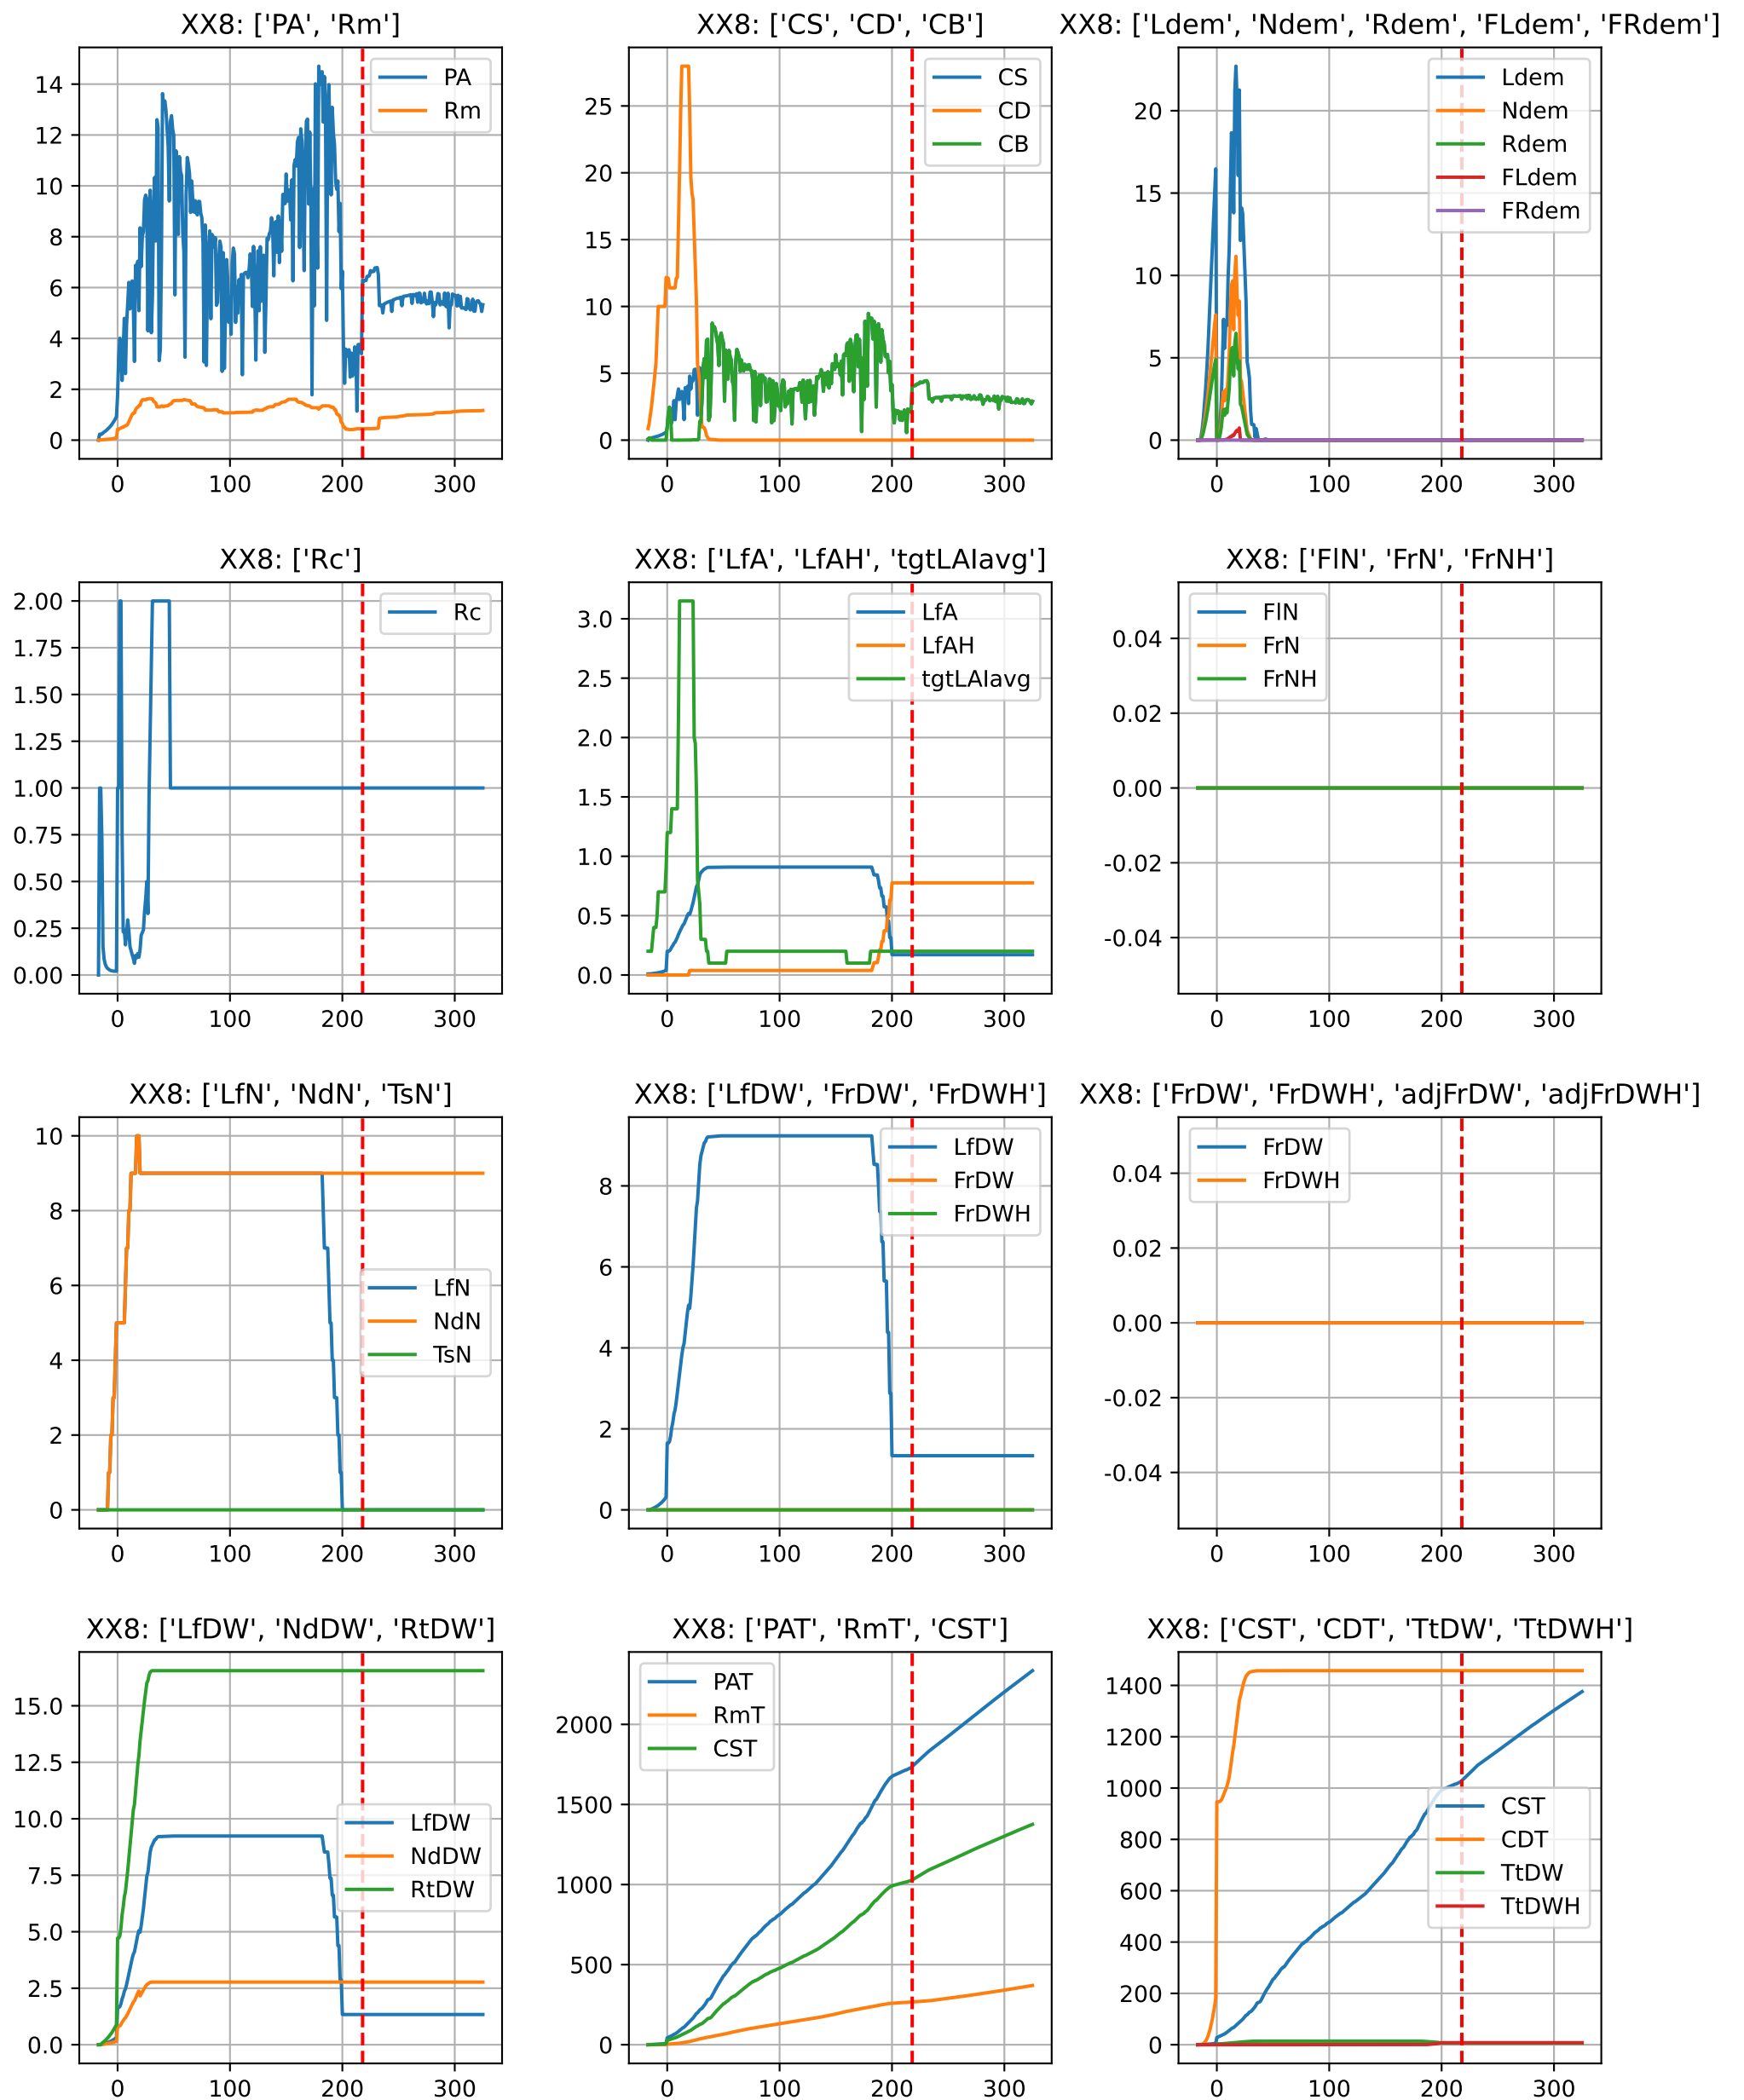 XX8: ['PA', 'Rm']
14
12
10
8
6
4
2
0
0 100 200 300
PA
Rm
XX8: ['CS', 'CD', 'CB']
25
20
15
10
5
0
0 100 200 300
CS
CD
CB
XX8: ['Ldem', 'Ndem', 'Rdem', 'FLdem', 'FRdem']
20
15
10
5
0
0 100 200 300
Ldem
Ndem
Rdem
FLdem
FRdem
XX8: ['Rc']
2.00
1.75
1.50
1.25
1.00
0.75
0.50
0.25
0.00
0 100 200 300
Rc
XX8: ['LfA', 'LfAH', 'tgtLAIavg']
3.0
2.5
2.0
1.5
1.0
0.5
0.0
0 100 200 300
LfA
LfAH
tgtLAIavg
XX8: ['FlN', 'FrN', 'FrNH']
0.04
0.02
0.00
-0.02
-0.04
0 100 200 300
FlN
FrN
FrNH
XX8: ['LfN', 'NdN', 'TsN']
10
8
6
4
2
0
0 100 200 300
LfN
NdN
TsN
XX8: ['LfDW', 'FrDW', 'FrDWH']
8
6
4
2
0
0 100 200 300
LfDW
FrDW
FrDWH
XX8: ['FrDW', 'FrDWH', 'adjFrDW', 'adjFrDWH']
0.04
0.02
0.00
-0.02
-0.04
0 100 200 300
FrDW
FrDWH
XX8: ['LfDW', 'NdDW', 'RtDW']
15.0
12.5
10.0
7.5
5.0
2.5
0.0
0 100 200 300
LfDW
NdDW
RtDW
XX8: ['PAT', 'RmT', 'CST']
2000
1500
1000
500
0
0 100 200 300
PAT
RmT
CST
XX8: ['CST', 'CDT', 'TtDW', 'TtDWH']
1400
1200
1000
800
600
400
200
0
0 100 200 300
CST
CDT
TtDW
TtDWH